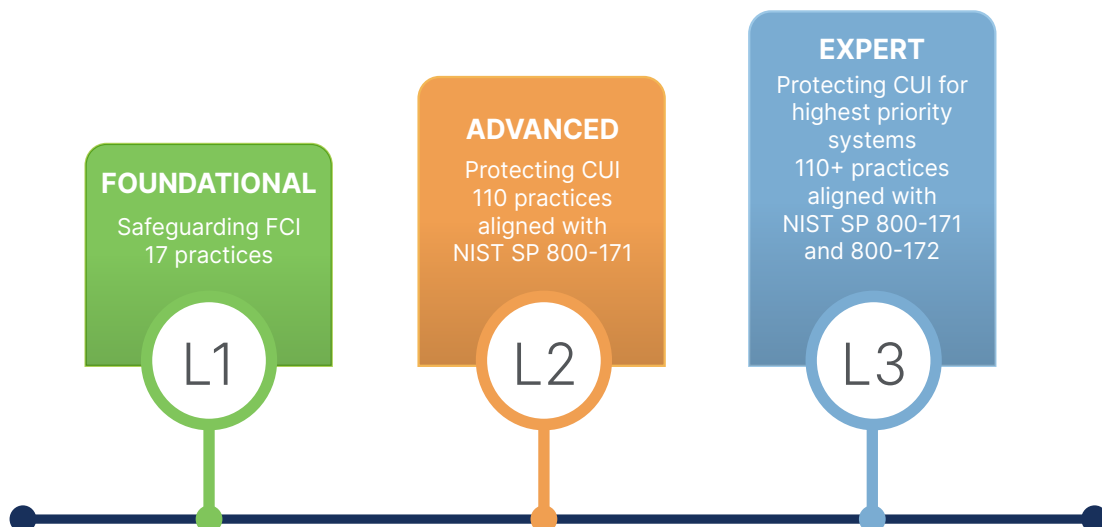 FOUNDATIONAL
Safeguarding FCI
17 practices
L1
ADVANCED
Protecting CUI
110 practices
aligned with
NIST SP 800-171
L2
EXPERT
Protecting CUI for
highest priority
systems
110+ practices
aligned with
NIST SP 800-171
and 800-172
L3